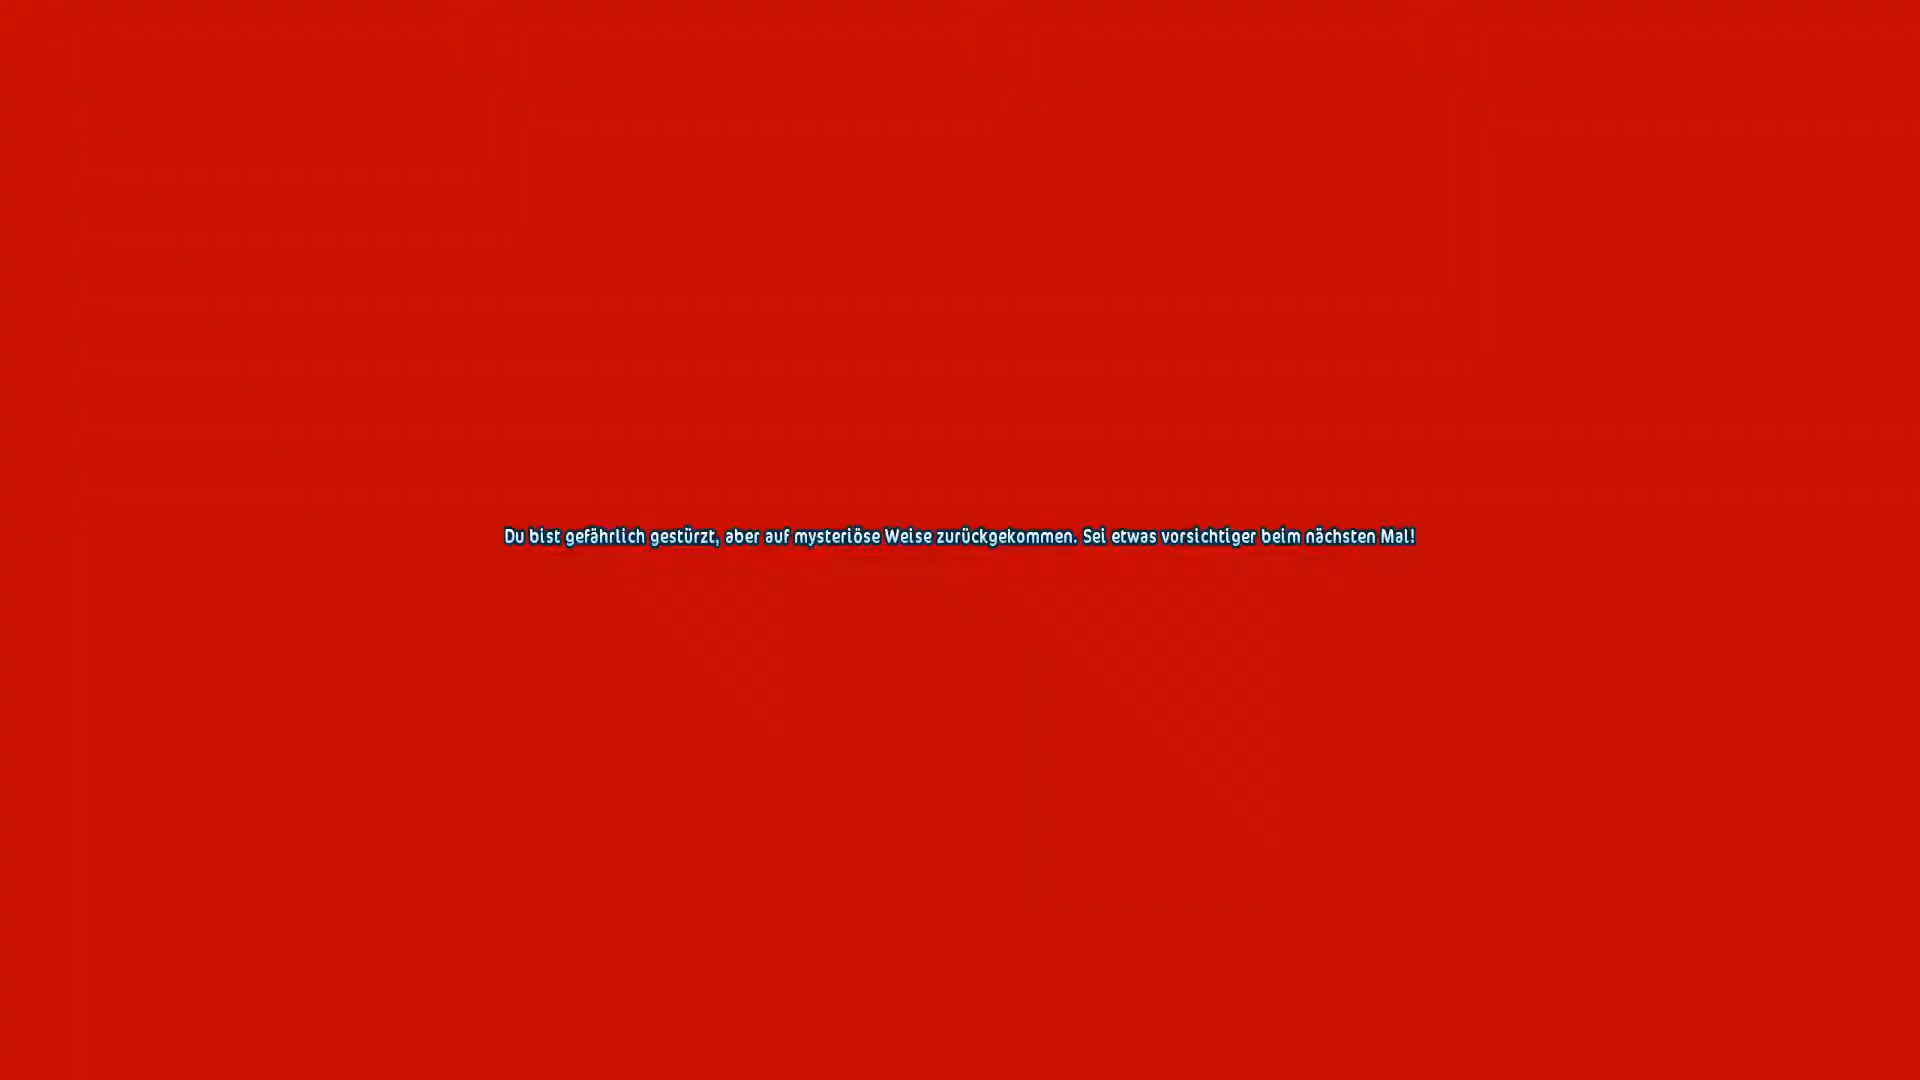 Du bist gefährlich gestürzt, aber auf mysteriöse Weise zurückgekommen. Sei etwas vorsichtiger beim nächsten Mal!